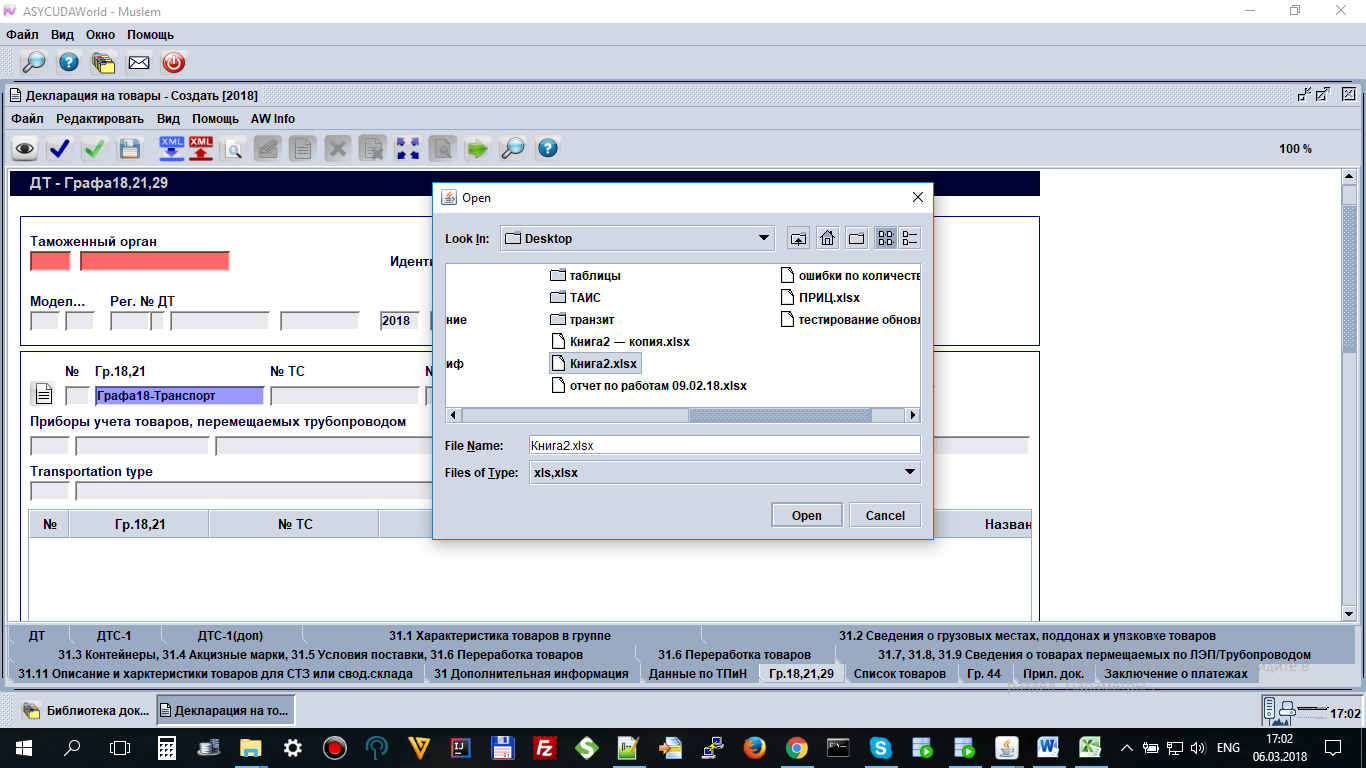 ASYCUDAWorld - Muslem
Файл Вид Окно Помощь
Декларация на товары - Создать [2018]
Файл Редактировать Вид Помощь AW Info
XML XML
100 %
ДТ - Графа18,21,29
Таможенный орган
Иденти
Модел... Рег. № ДТ
2018
№ Гр.18,21 № ТС
Графа18-Транспорт
Приборы учета товаров, перемещаемых трубопроводом
Transportation type
№ Гр.18,21 № ТС Назван
Open
Look In: Desktop
таблицы ошибки по количеств
ТАИС ПРИЦ.xlsx
ние транзит тестирование обновл
Книга2 — копия.xlsx
иф Книга2.xlsx
отчет по работам 09.02.18.xlsx
File Name: Книга2.xlsx
Files of Type: xls,xlsx
Open Cancel
ДТ ДТС-1 ДТС-1(доп) 31.1 Характеристика товаров в группе 31.2 Сведения о грузовых местах, поддонах и упаковке товаров
31.3 Контейнеры, 31.4 Акцизные марки, 31.5 Условия поставки, 31.6 Переработка товаров 31.6 Переработка товаров 31.7, 31.8, 31.9 Сведения о товарах пермещаемых по ЛЭП/Трубопроводом
31.11 Описание и харктеристики товаров для СТЗ или свод.склада 31 Дополнительная информация Данные по ТПиН Гр.18,21,29 Список товаров Гр. 44 Прил. док. Заключение о платежах
Библиотека док... Декларация на то... 17:02
17:02
ENG
06.03.2018